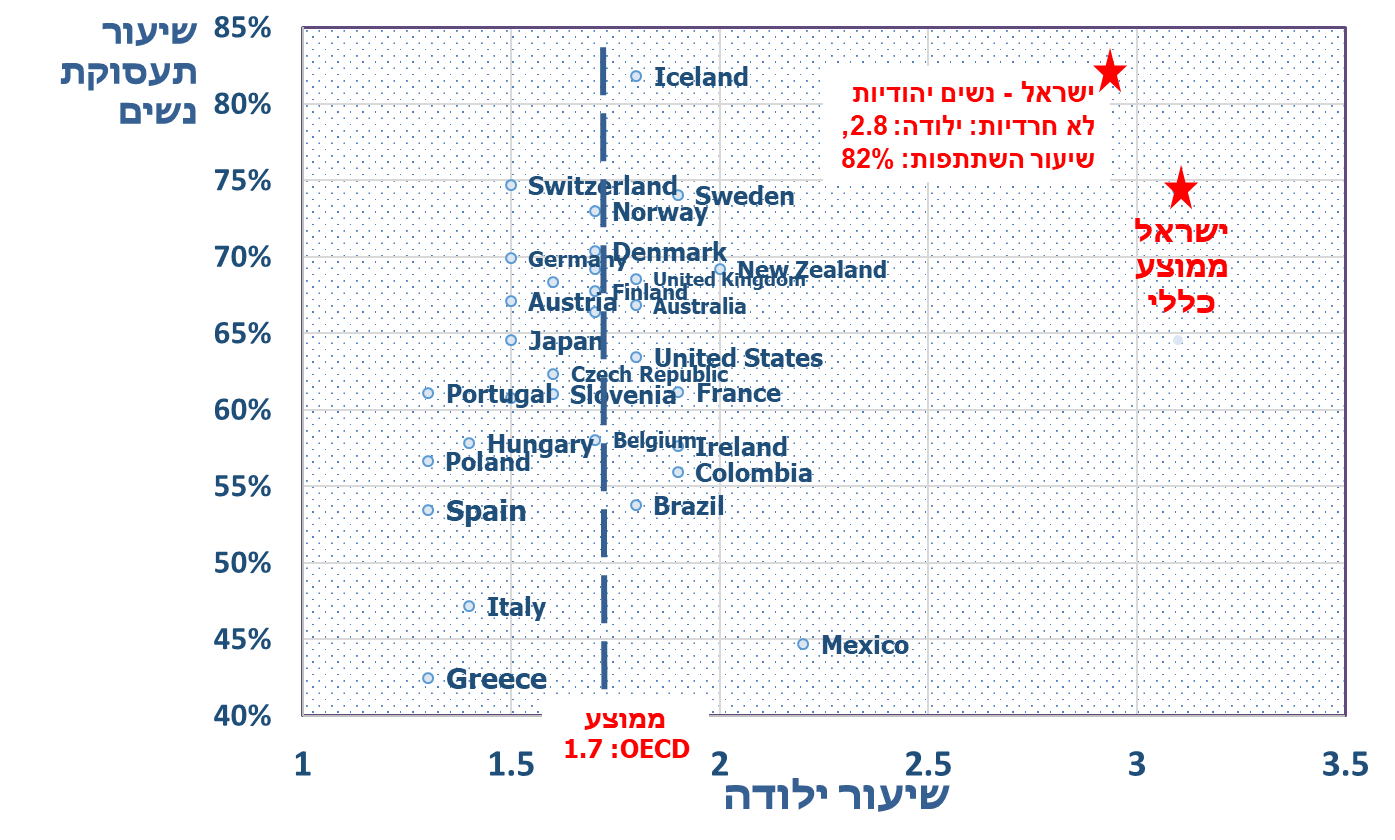 שיעור
תעסוקת
נשים
85%
80%
75%
70%
65%
60%
55%
50%
45%
40%
Iceland
ישראל - נשים יהודיות
לא חרדיות: ילודה: 2.8,
שיעור השתתפות: 82%
Switzerland
Sweden
Norway
ישראל
ממוצע
כללי
Denmark
Germany
New Zealand
United Kingdom
Finland
Austria
Australia
Japan
United States
Czech Republic
Portugal
Slovenia
France
Belgium
Hungary
Ireland
Poland
Colombia
Spain
Brazil
Italy
Mexico
Greece
ממוצע
OECD: 1.7
1
1.5
2
2.5
3
3.5
שיעור ילודה